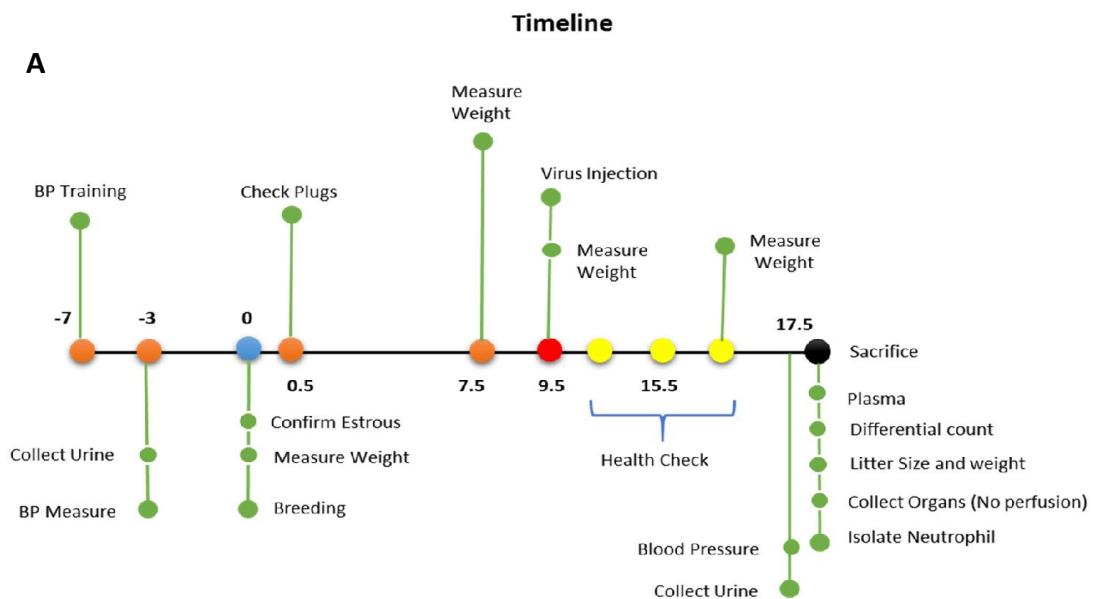 Timeline
A
Measure
Weight
Virus Injection
BP Training
Check Plugs
Measure
Weight
Measure
Weight
-7
-3
0
17.5
Sacrifice
0.5
7.5
9.5
15.5
Plasma
Confirm Estrous
Differential count
Collect Urine
Measure Weight
Health Check
Litter Size and weight
BP Measure
Breeding
Collect Organs (No perfusion)
Isolate Neutrophil
Blood Pressure
Collect Urine